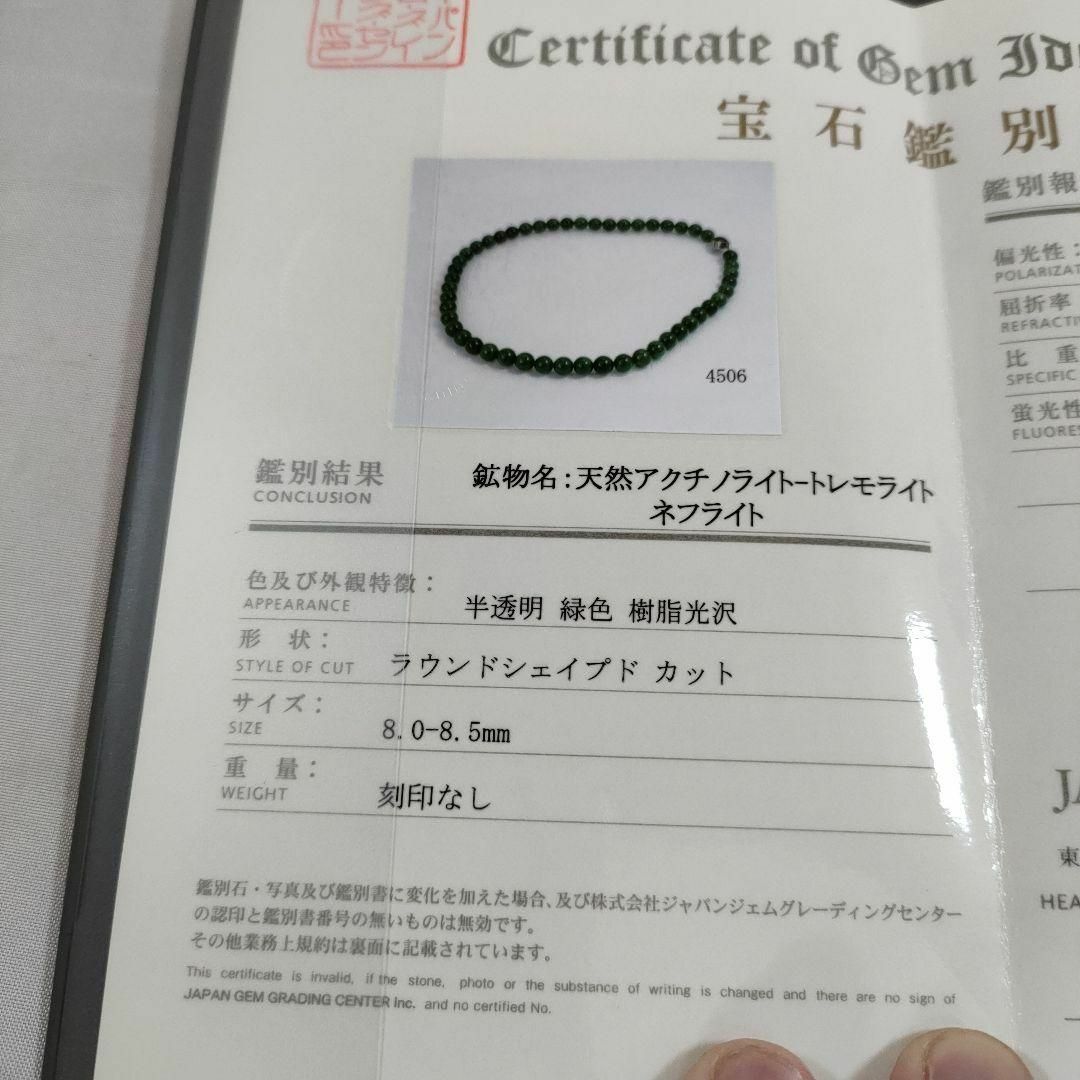 Certificate of Gem
宝石鑑別
4506
鑑別結果
CONCLUSION
鉱物名:天然アクチノライト-トレモライト
ネフライト
色及び外観特徴:
APPEARANCE
半透明 緑色 樹脂光沢
形 状:
STYLE OF CUT
ラウンドシェイプド カット
サイズ:
SIZE
8.0-8.5mm
重 量:
WEIGHT
刻印なし
鑑別石・写真及び鑑別書に変化を加えた場合、及び株式会社ジャパンジェムグレーディングセンター
の認印と鑑別書番号の無いものは無効です。
その他業務上規約は裏面に記載されています。
This certificate is invalid, if the stone, photo or the substance of writing is changed and there are no sign of
JAPAN GEM GRADING CENTER Inc. and no certified No.
鑑別報
偏光性:
POLARIZAT
屈折率
REFRACTI
比 重
SPECIFIC
蛍光性
FLUORES
JA
東
HEA